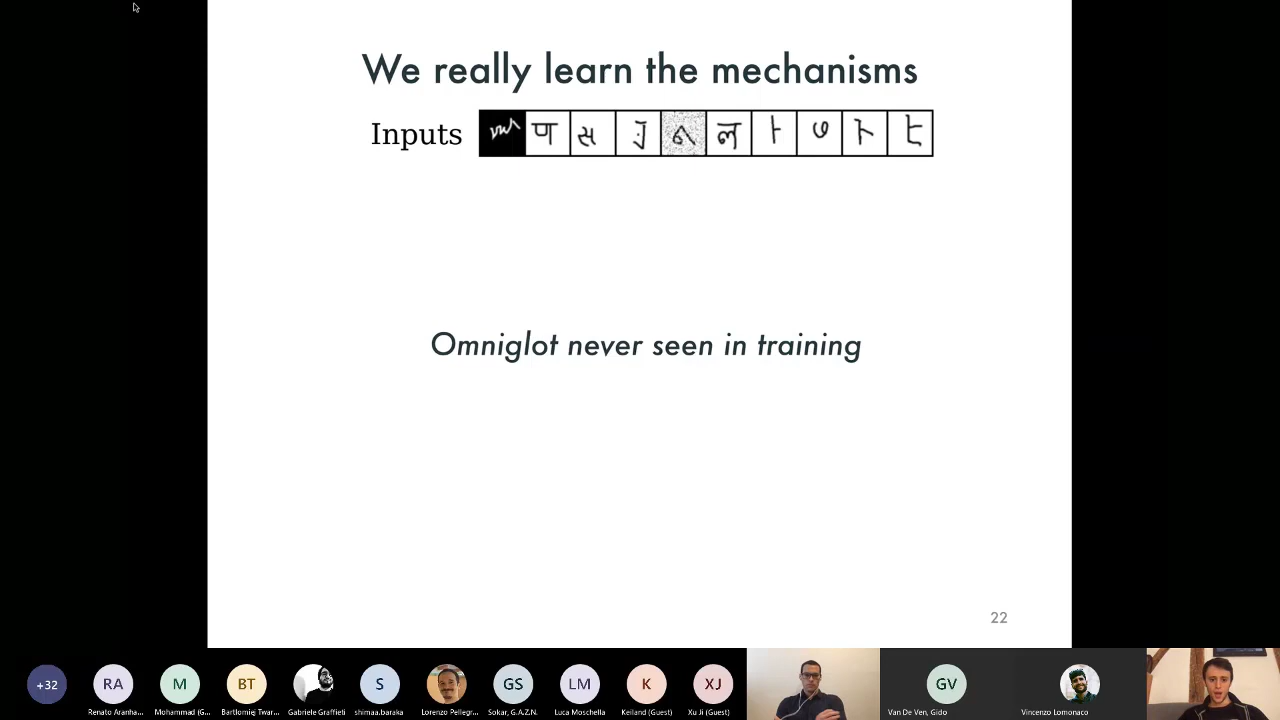 We really learn the mechanisms
Inputs
Omniglot never seen in training
22
+32
RA
M
BT
S
GS
LM
K
XJ
GV
Renato Aranha...
Mohammad (G...
Bartłomiej Twar...
Gabriele Graffieti
shimaa.baraka
Lorenzo Pellegr...
Sokar, G.A.Z.N.
Luca Moschella
Keiland (Guest)
Xu Ji (Guest)
Van De Ven, Gido
Vincenzo Lomonaco